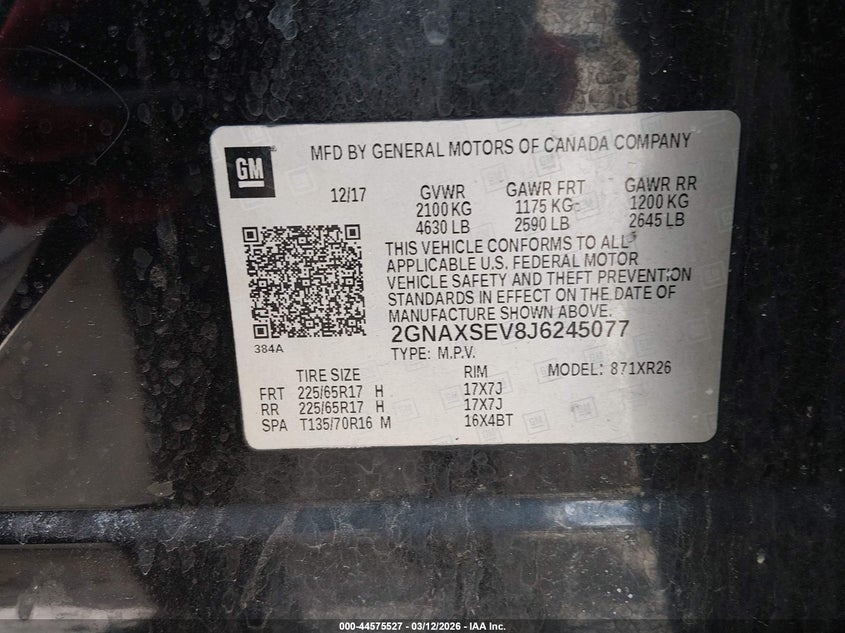 GM
MFD BY GENERAL MOTORS OF CANADA COMPANY
12/17 GVWR GAWR FRT GAWR RR
2100 KG 1175 KG 1200 KG
4630 LB 2590 LB 2645 LB
THIS VEHICLE CONFORMS TO ALL
APPLICABLE U.S. FEDERAL MOTOR
VEHICLE SAFETY AND THEFT PREVENTION
STANDARDS IN EFFECT ON THE DATE OF
MANUFACTURE SHOWN ABOVE.
2GNAXSEV8J6245077
384A
TYPE: M.P.V.
TIRE SIZE RIM MODEL: 871XR26
FRT 225/65R17 H 17X7J
RR 225/65R17 H 17X7J
SPA T135/70R16 M 16X4BT
000-44575527 - 03/12/2026 - IAA Inc.